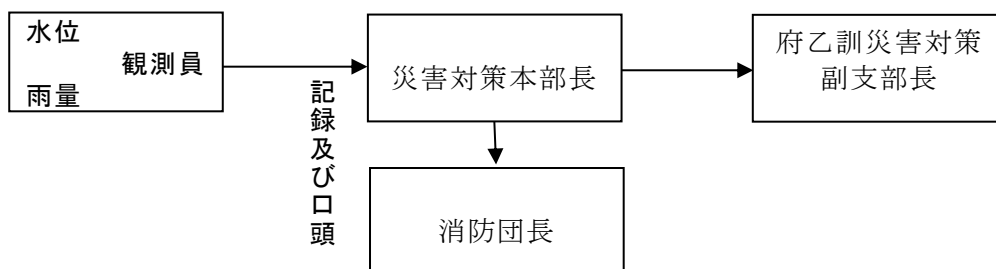 水位
観測員
雨量
記録及び口頭
災害対策本部長
府乙訓災害対策
副支部長
消防団長